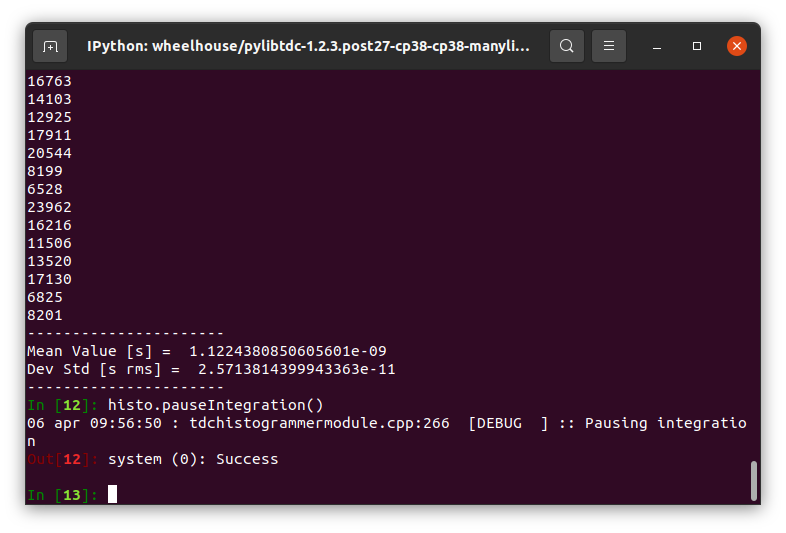 IPython: wheelhouse/pylibtdc-1.2.3.post27-cp38-cp38-manyli…
16763
14103
12925
17911
20544
8199
6528
23962
16216
11506
13520
17130
6825
8201
----------------------
Mean Value [s] =  1.1224380850605601e-09
Dev Std [s rms] =  2.5713814399943363e-11
----------------------
In [12]: histo.pauseIntegration()
06 apr 09:56:50 : tdchistogrammermodule.cpp:266  [DEBUG  ] :: Pausing integratio
n
Out[12]: system (0): Success
In [13]: